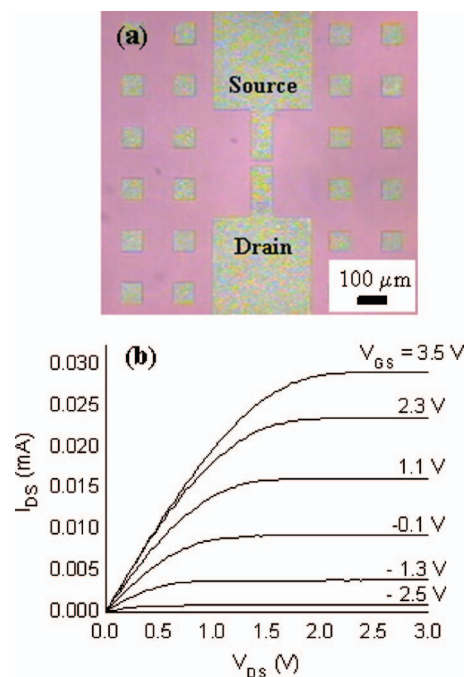 (a)
Source
Drain
100 μm
(b)
V_GS = 3.5 V
2.3 V
1.1 V
-0.1 V
- 1.3 V
- 2.5 V
0.030
0.025
0.020
0.015
0.010
0.005
0.000
I_DS (mA)
0.0 0.5 1.0 1.5 2.0 2.5 3.0
V_DS (V)